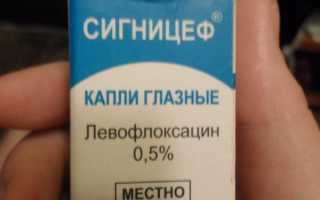 СИГНИЦЕФ®
КАПЛИ ГЛАЗНЫЕ
Левофлоксацин
0,5%
МЕСТНО